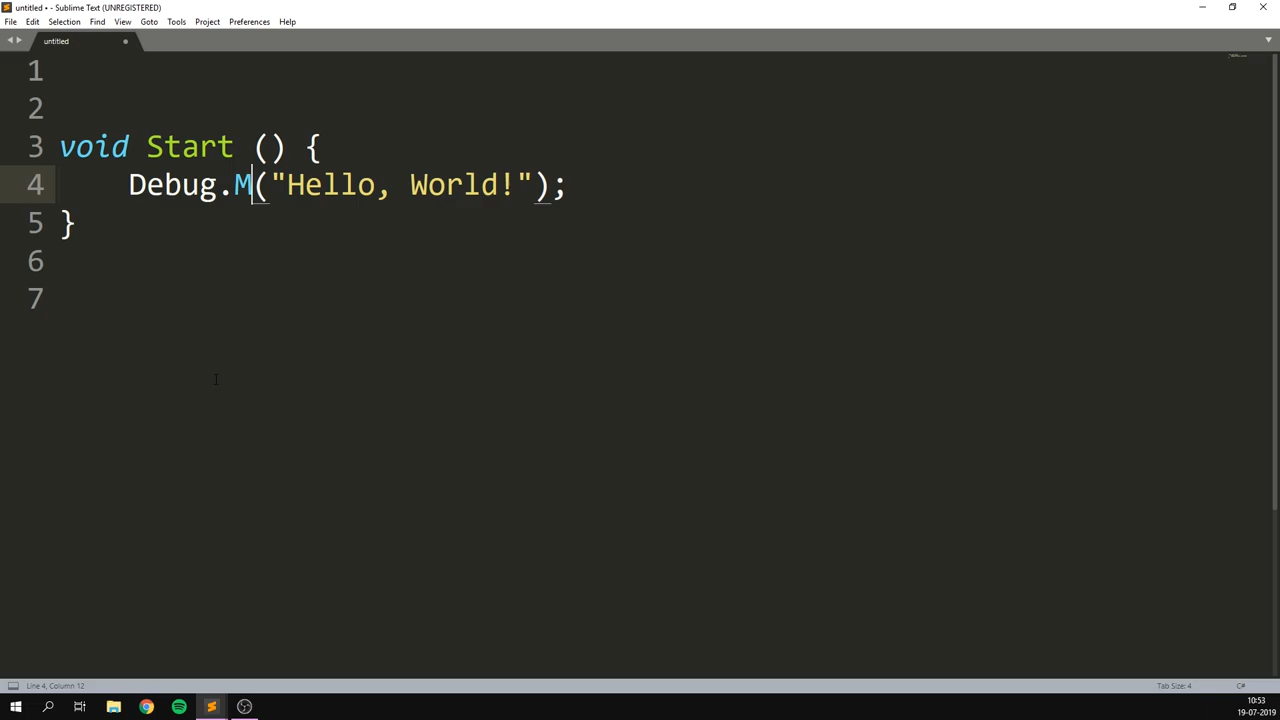 untitled • - Sublime Text (UNREGISTERED)
File Edit Selection Find View Goto Tools Project Preferences Help
untitled
1
2
3 void Start () {
4 Debug.M("Hello, World!");
5 }
6
7
Line 4, Column 12 Tab Size: 4 C#
10:53
19-07-2019